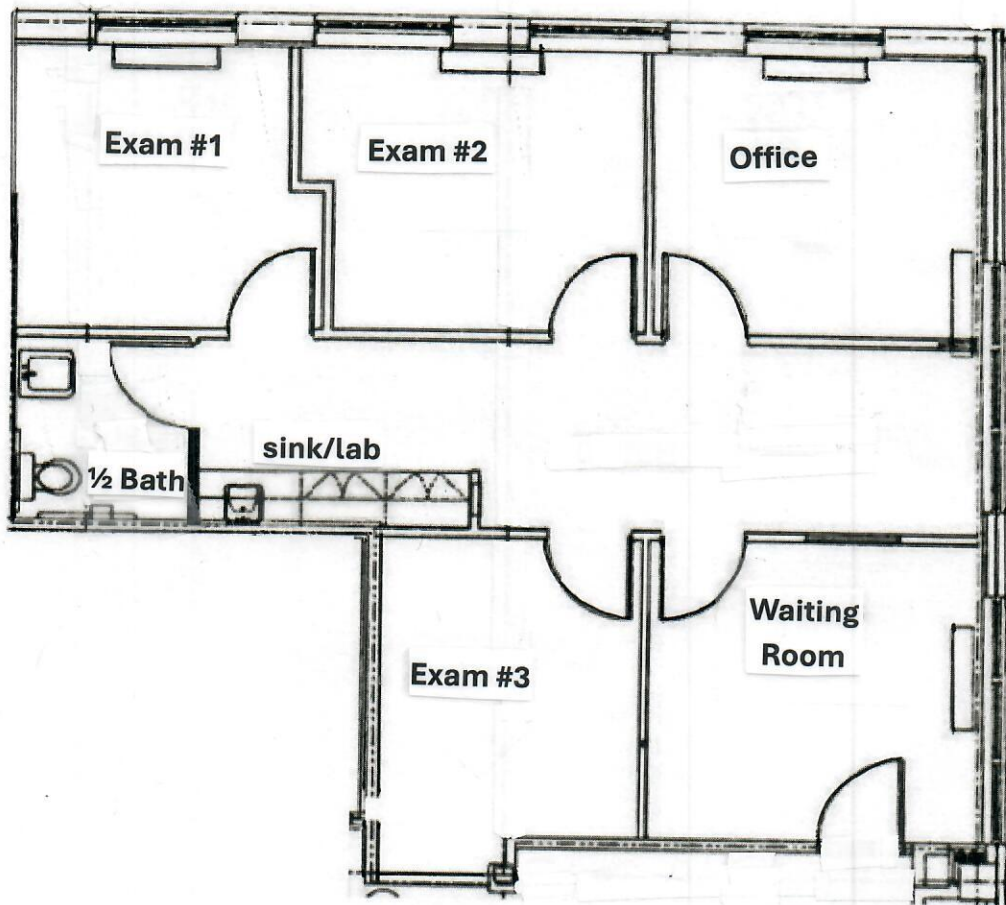 Exam #1
Exam #2
Office
sink/lab
½ Bath
Exam #3
Waiting
Room